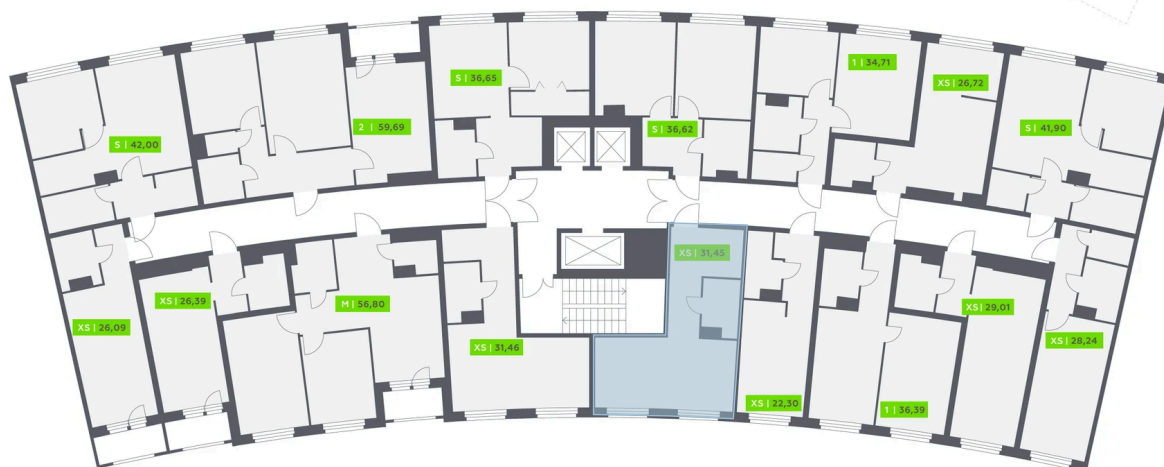 S | 42,00
2 | 59,69
S | 36,65
S | 36,62
1 | 34,71
XS | 26,72
S | 41,90
XS | 26,09
XS | 26,39
M | 56,80
XS | 31,46
XS | 31,45
XS | 22,30
1 | 36,39
XS | 29,01
XS | 28,24